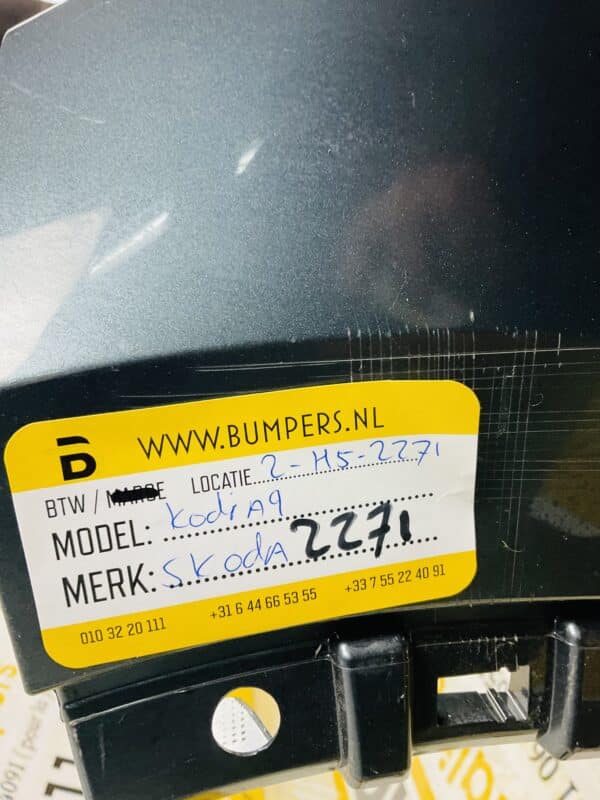 WWW.BUMPERS.NL
BTW / MARGE LOCATIE 2-H5-2271
MODEL: KodiAq
MERK: SKodA 2271
010 32 20 111 +31 6 44 66 53 55 +33 7 55 22 40 91